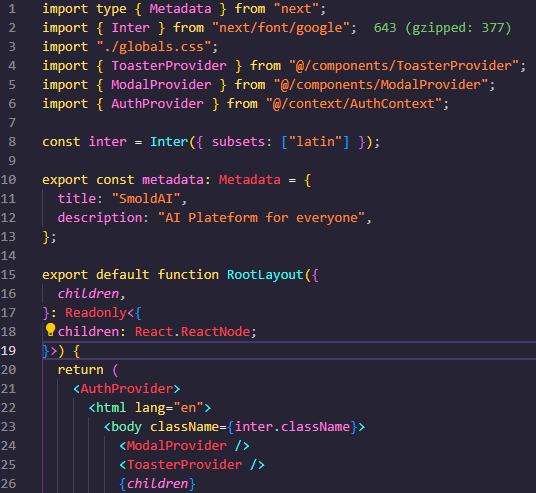 1 import type { Metadata } from "next";
2 import { Inter } from "next/font/google";  643 (gzipped: 377)
3 import "./globals.css";
4 import { ToasterProvider } from "@/components/ToasterProvider";
5 import { ModalProvider } from "@/components/ModalProvider";
6 import { AuthProvider } from "@/context/AuthContext";
7
8 const inter = Inter({ subsets: ["latin"] });
9
10 export const metadata: Metadata = {
11   title: "SmoldAI",
12   description: "AI Plateform for everyone",
13 };
14
15 export default function RootLayout({
16   children,
17 }: Readonly<{
18   children: React.ReactNode;
19 }>) {
20   return (
21     <AuthProvider>
22       <html lang="en">
23         <body className={inter.className}>
24           <ModalProvider />
25           <ToasterProvider />
26           {children}